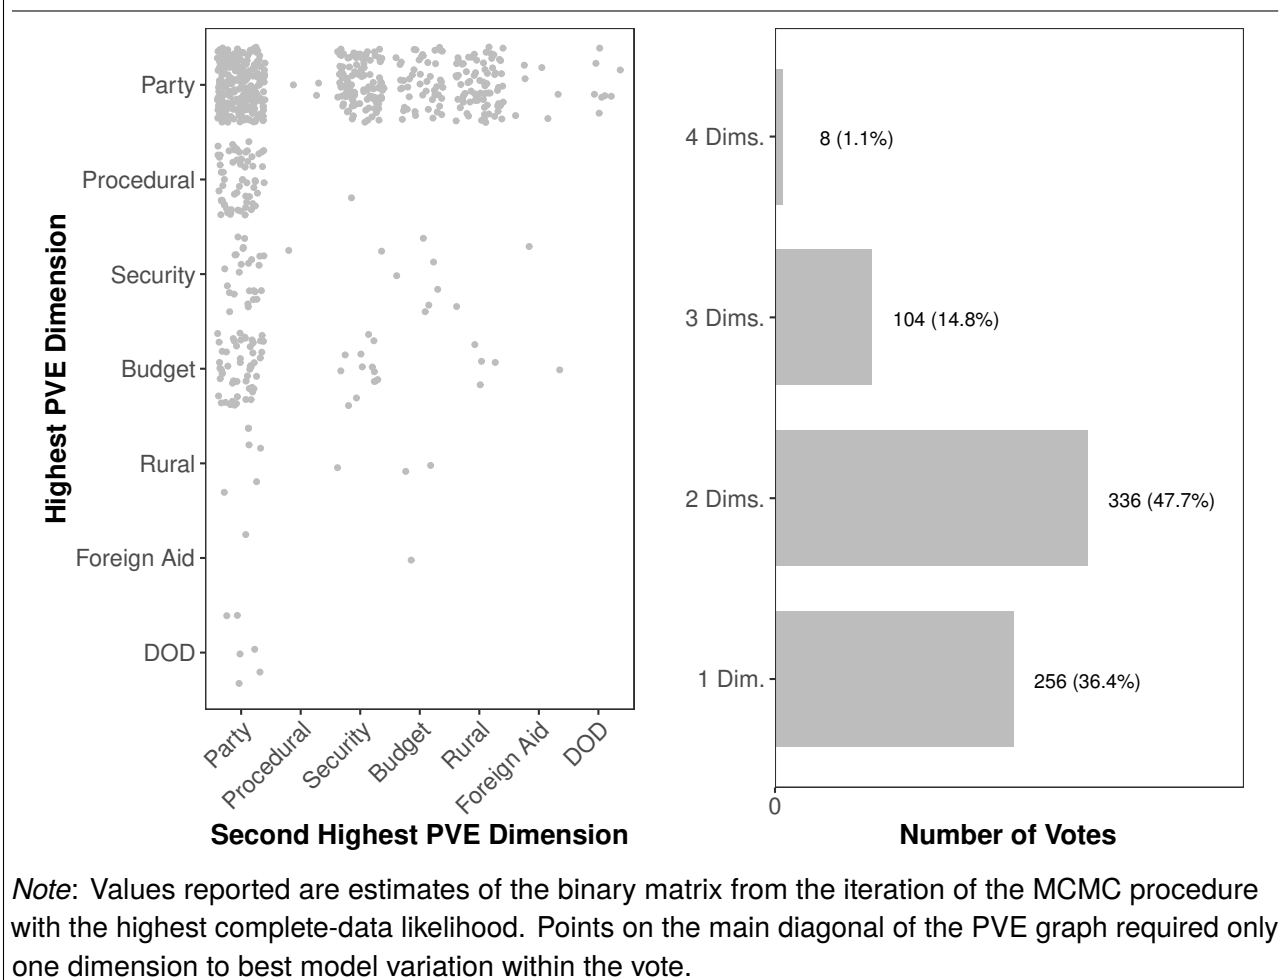 Party
Procedural
Security
Budget
Rural
Foreign Aid
DOD
Highest PVE Dimension
Party
Procedural
Security
Budget
Rural
Foreign Aid
DOD
Second Highest PVE Dimension
4 Dims.
8 (1.1%)
3 Dims.
104 (14.8%)
2 Dims.
336 (47.7%)
1 Dim.
256 (36.4%)
0
Number of Votes
Note: Values reported are estimates of the binary matrix from the iteration of the MCMC procedure
with the highest complete-data likelihood. Points on the main diagonal of the PVE graph required only
one dimension to best model variation within the vote.